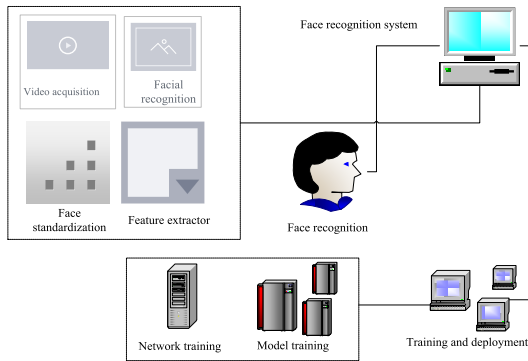 Face recognition system
Video acquisition
Facial
recognition
Face
standardization
Feature extractor
Face recognition
Network training
Model training
Training and deployment